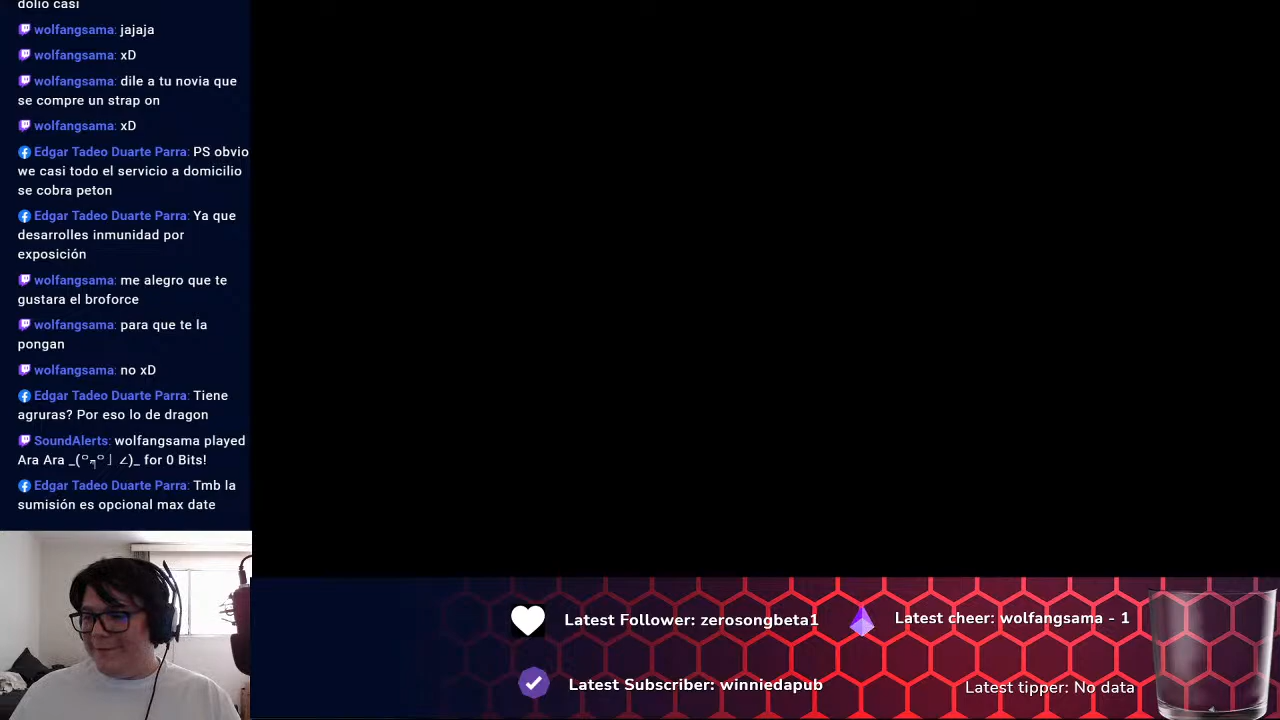 dolio casi
wolfangsama: jajaja
wolfangsama: xD
wolfangsama: dile a tu novia que
se compre un strap on
wolfangsama: xD
Edgar Tadeo Duarte Parra: PS obvio
we casi todo el servicio a domicilio
se cobra peton
Edgar Tadeo Duarte Parra: Ya que
desarrolles inmunidad por
exposición
wolfangsama: me alegro que te
gustara el broforce
wolfangsama: para que te la
pongan
wolfangsama: no xD
Edgar Tadeo Duarte Parra: Tiene
agruras? Por eso lo de dragon
SoundAlerts: wolfangsama played
Ara Ara for 0 Bits!
Edgar Tadeo Duarte Parra: Tmb la
sumisión es opcional max date
Latest Follower: zerosongbeta1
Latest cheer: wolfangsama - 1
Latest Subscriber: winniedapub
Latest tipper: No data